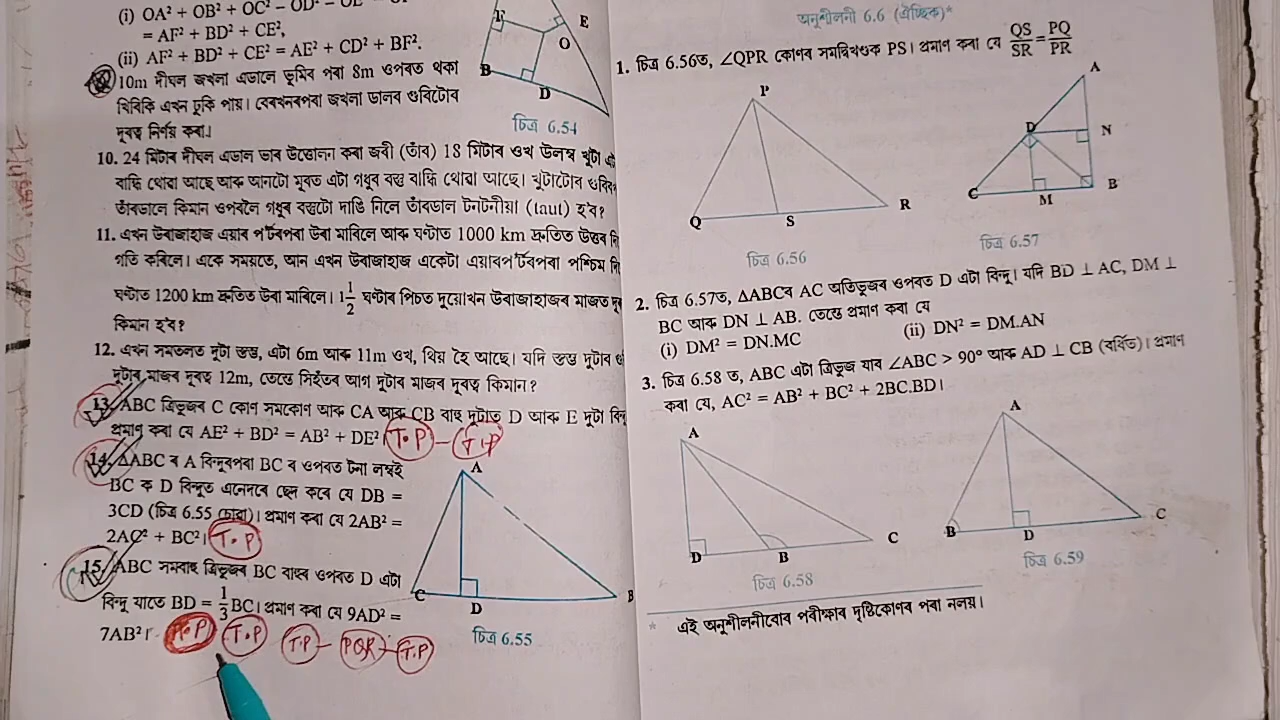 (i) OA² + OB² + OC² – OD² – OE²
= AF² + BD² + CE²,
(ii) AF² + BD² + CE² = AE² + CD² + BF².
10m দীঘল জখলা এডালে ভূমিৰ পৰা 8m ওপৰত থকা
খিৰিকি এখন ঢুকি পায়। বেৰখনৰপৰা জখলা ডালৰ গুৰিটোৰ
দূৰত্ব নিৰ্ণয় কৰা।
E
O
B
D
চিত্ৰ 6.54
10. 24 মিটাৰ দীঘল এডাল তাঁৰ উত্তোলন কৰা জৰী (তাঁৰ) 18 মিটাৰ ওখ উলম্ব খুটা
বান্ধি থোৱা আছে আৰু আনটো মূৰত এটা গধুৰ বস্তু বান্ধি থোৱা আছে। খুটাটোৰ গুৰিৰ
তাঁৰডালে কিমান ওপৰলৈ গধুৰ বস্তুটো দাঙি নিলে তাঁৰডাল টনটনীয়া (taut) হ'ব?
11. এখন উৰাজাহাজ এয়াৰ প'ৰ্টৰপৰা উৰা মাৰিলে আৰু ঘণ্টাত 1000 km দ্ৰুতিত উত্তৰ
গতি কৰিলে। একে সময়তে, আন এখন উৰাজাহাজ একেটা এয়াৰপ'ৰ্টৰপৰা পশ্চিম
ঘণ্টাত 1200 km দ্ৰুতিত উৰা মাৰিলে। 1 1/2 ঘণ্টাৰ পিচত দুয়োখন উৰাজাহাজৰ মাজত
কিমান হ'ব?
12. এখন সমতলত দুটা স্তম্ভ, এটা 6m আৰু 11m ওখ, থিয় হৈ আছে। যদি স্তম্ভ দুটাৰ
দুটাৰ মাজৰ দূৰত্ব 12m, তেন্তে সিহঁতৰ আগ দুটাৰ মাজৰ দূৰত্ব কিমান?
13. ABC ত্ৰিভুজৰ C কোণ সমকোণ আৰু CA আৰু CB বাহু দুটাত D আৰু E দুটা
প্ৰমাণ কৰা যে AE² + BD² = AB² + DE² T.P – T.P
14. ΔABC ৰ A বিন্দুৰপৰা BC ৰ ওপৰত টনা লম্বই
BC ক D বিন্দুত এনেদৰে ছেদ কৰে যে DB =
3CD (চিত্ৰ 6.55 চোৱা)। প্ৰমাণ কৰা যে 2AB² =
2AC² + BC²। T.P
15. ABC সমবাহু ত্ৰিভুজৰ BC বাহুৰ ওপৰত D এটা
বিন্দু যাতে BD = 1/3 BC। প্ৰমাণ কৰা যে 9AD² =
7AB²। T.P T.P – – T.P
A
C
D
B
চিত্ৰ 6.55
অনুশীলনী 6.6 (ঐচ্ছিক)*
1. চিত্ৰ 6.56ত, ∠QPR কোণৰ সমদ্বিখণ্ডক PS। প্ৰমাণ কৰা যে QS/SR = PQ/PR
P
Q
S
R
চিত্ৰ 6.56
A
D
N
C
M
B
চিত্ৰ 6.57
2. চিত্ৰ 6.57ত, ΔABCৰ AC অতিভূজৰ ওপৰত D এটা বিন্দু। যদি BD ⊥ AC, DM ⊥
BC আৰু DN ⊥ AB. তেন্তে প্ৰমাণ কৰা যে
(i) DM² = DN.MC (ii) DN² = DM.AN
3. চিত্ৰ 6.58 ত, ABC এটা ত্ৰিভুজ যাৰ ∠ABC > 90° আৰু AD ⊥ CB (বৰ্ধিত)। প্ৰমাণ
কৰা যে, AC² = AB² + BC² + 2BC.BD।
A
D
B
C
চিত্ৰ 6.58
A
B
D
C
চিত্ৰ 6.59
* এই অনুশীলনীবোৰ পৰীক্ষাৰ দৃষ্টিকোণৰ পৰা নলয়।